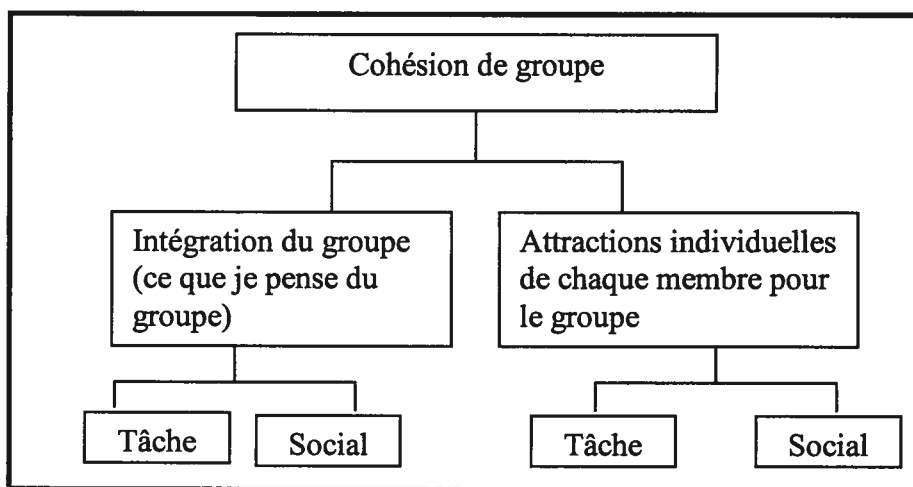 Cohésion de groupe
Intégration du groupe
(ce que je pense du
groupe)
Attractions individuelles
de chaque membre pour
le groupe
Tâche
Social
Tâche
Social